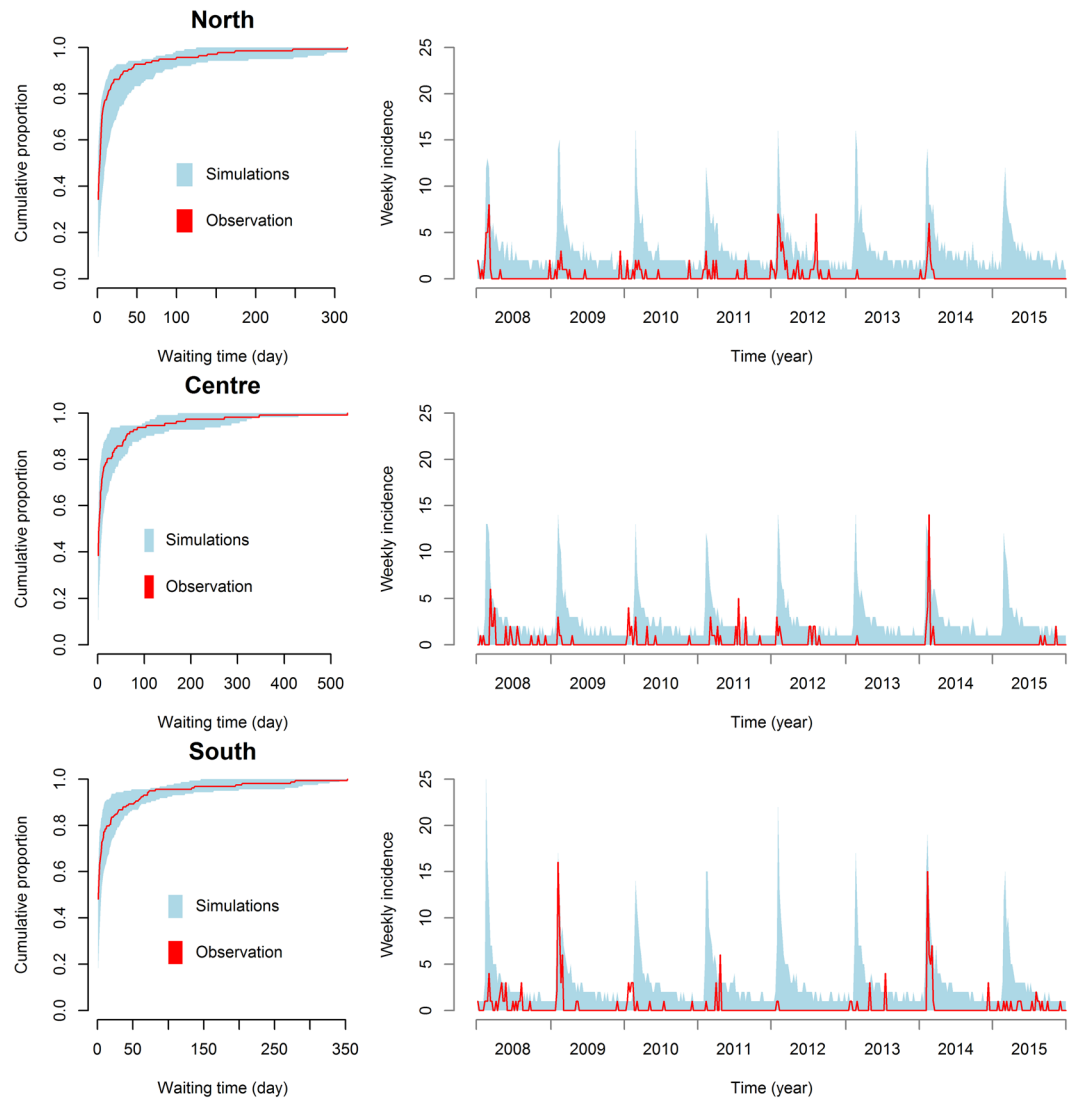 North
Cumulative proportion
0.0 0.2 0.4 0.6 0.8 1.0
Simulations
Observation
0 50 100 200 300
Waiting time (day)
Weekly incidence
0 5 10 15 20 25
2008 2009 2010 2011 2012 2013 2014 2015
Time (year)
Centre
Cumulative proportion
0.0 0.2 0.4 0.6 0.8 1.0
Simulations
Observation
0 100 200 300 400 500
Waiting time (day)
Weekly incidence
0 5 10 15 20 25
2008 2009 2010 2011 2012 2013 2014 2015
Time (year)
South
Cumulative proportion
0.0 0.2 0.4 0.6 0.8 1.0
Simulations
Observation
0 50 150 250 350
Waiting time (day)
Weekly incidence
0 5 10 15 20 25
2008 2009 2010 2011 2012 2013 2014 2015
Time (year)